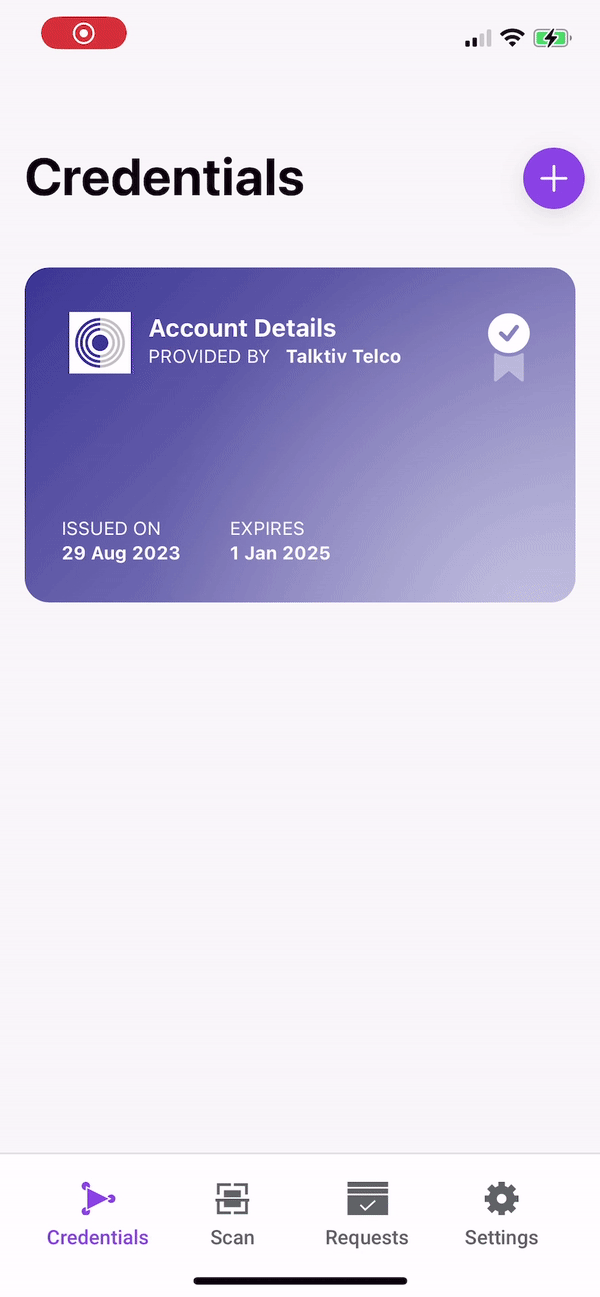 Credentials
Account Details
PROVIDED BY Talktiv Telco
ISSUED ON EXPIRES
29 Aug 2023 1 Jan 2025
Credentials Scan Requests Settings